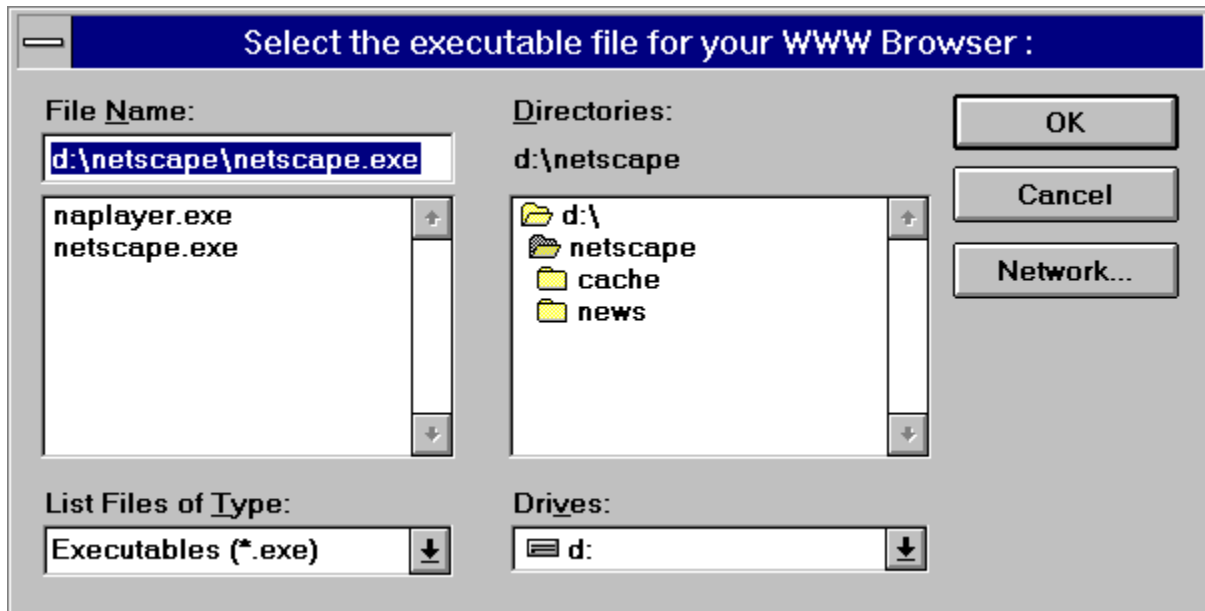 Select the executable file for your WWW Browser :
File Name:
d:\netscape\netscape.exe
naplayer.exe
netscape.exe
List Files of Type:
Executables (*.exe)
Directories:
d:\netscape
d:\
netscape
cache
news
Drives:
d:
OK
Cancel
Network...